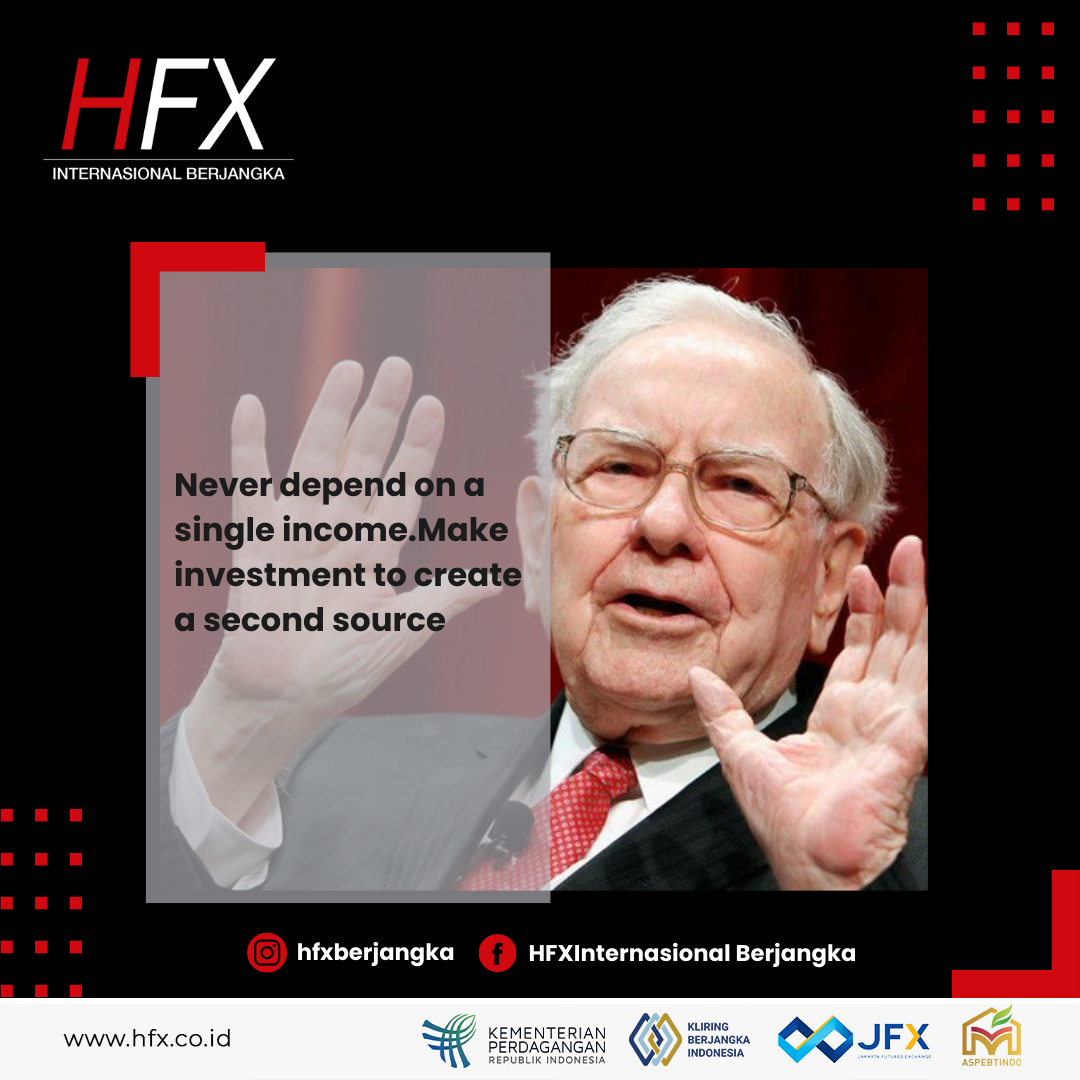 HFX
INTERNASIONAL BERJANGKA
Never depend on a
single income.Make
investment to create
a second source
hfxberjangka
HFXInternasional Berjangka
www.hfx.co.id
KEMENTERIAN
PERDAGANGAN
REPUBLIK INDONESIA
KLIRING
BERJANGKA
INDONESIA
JFX
JAKARTA FUTURES EXCHANGE
ASPEBTINDO